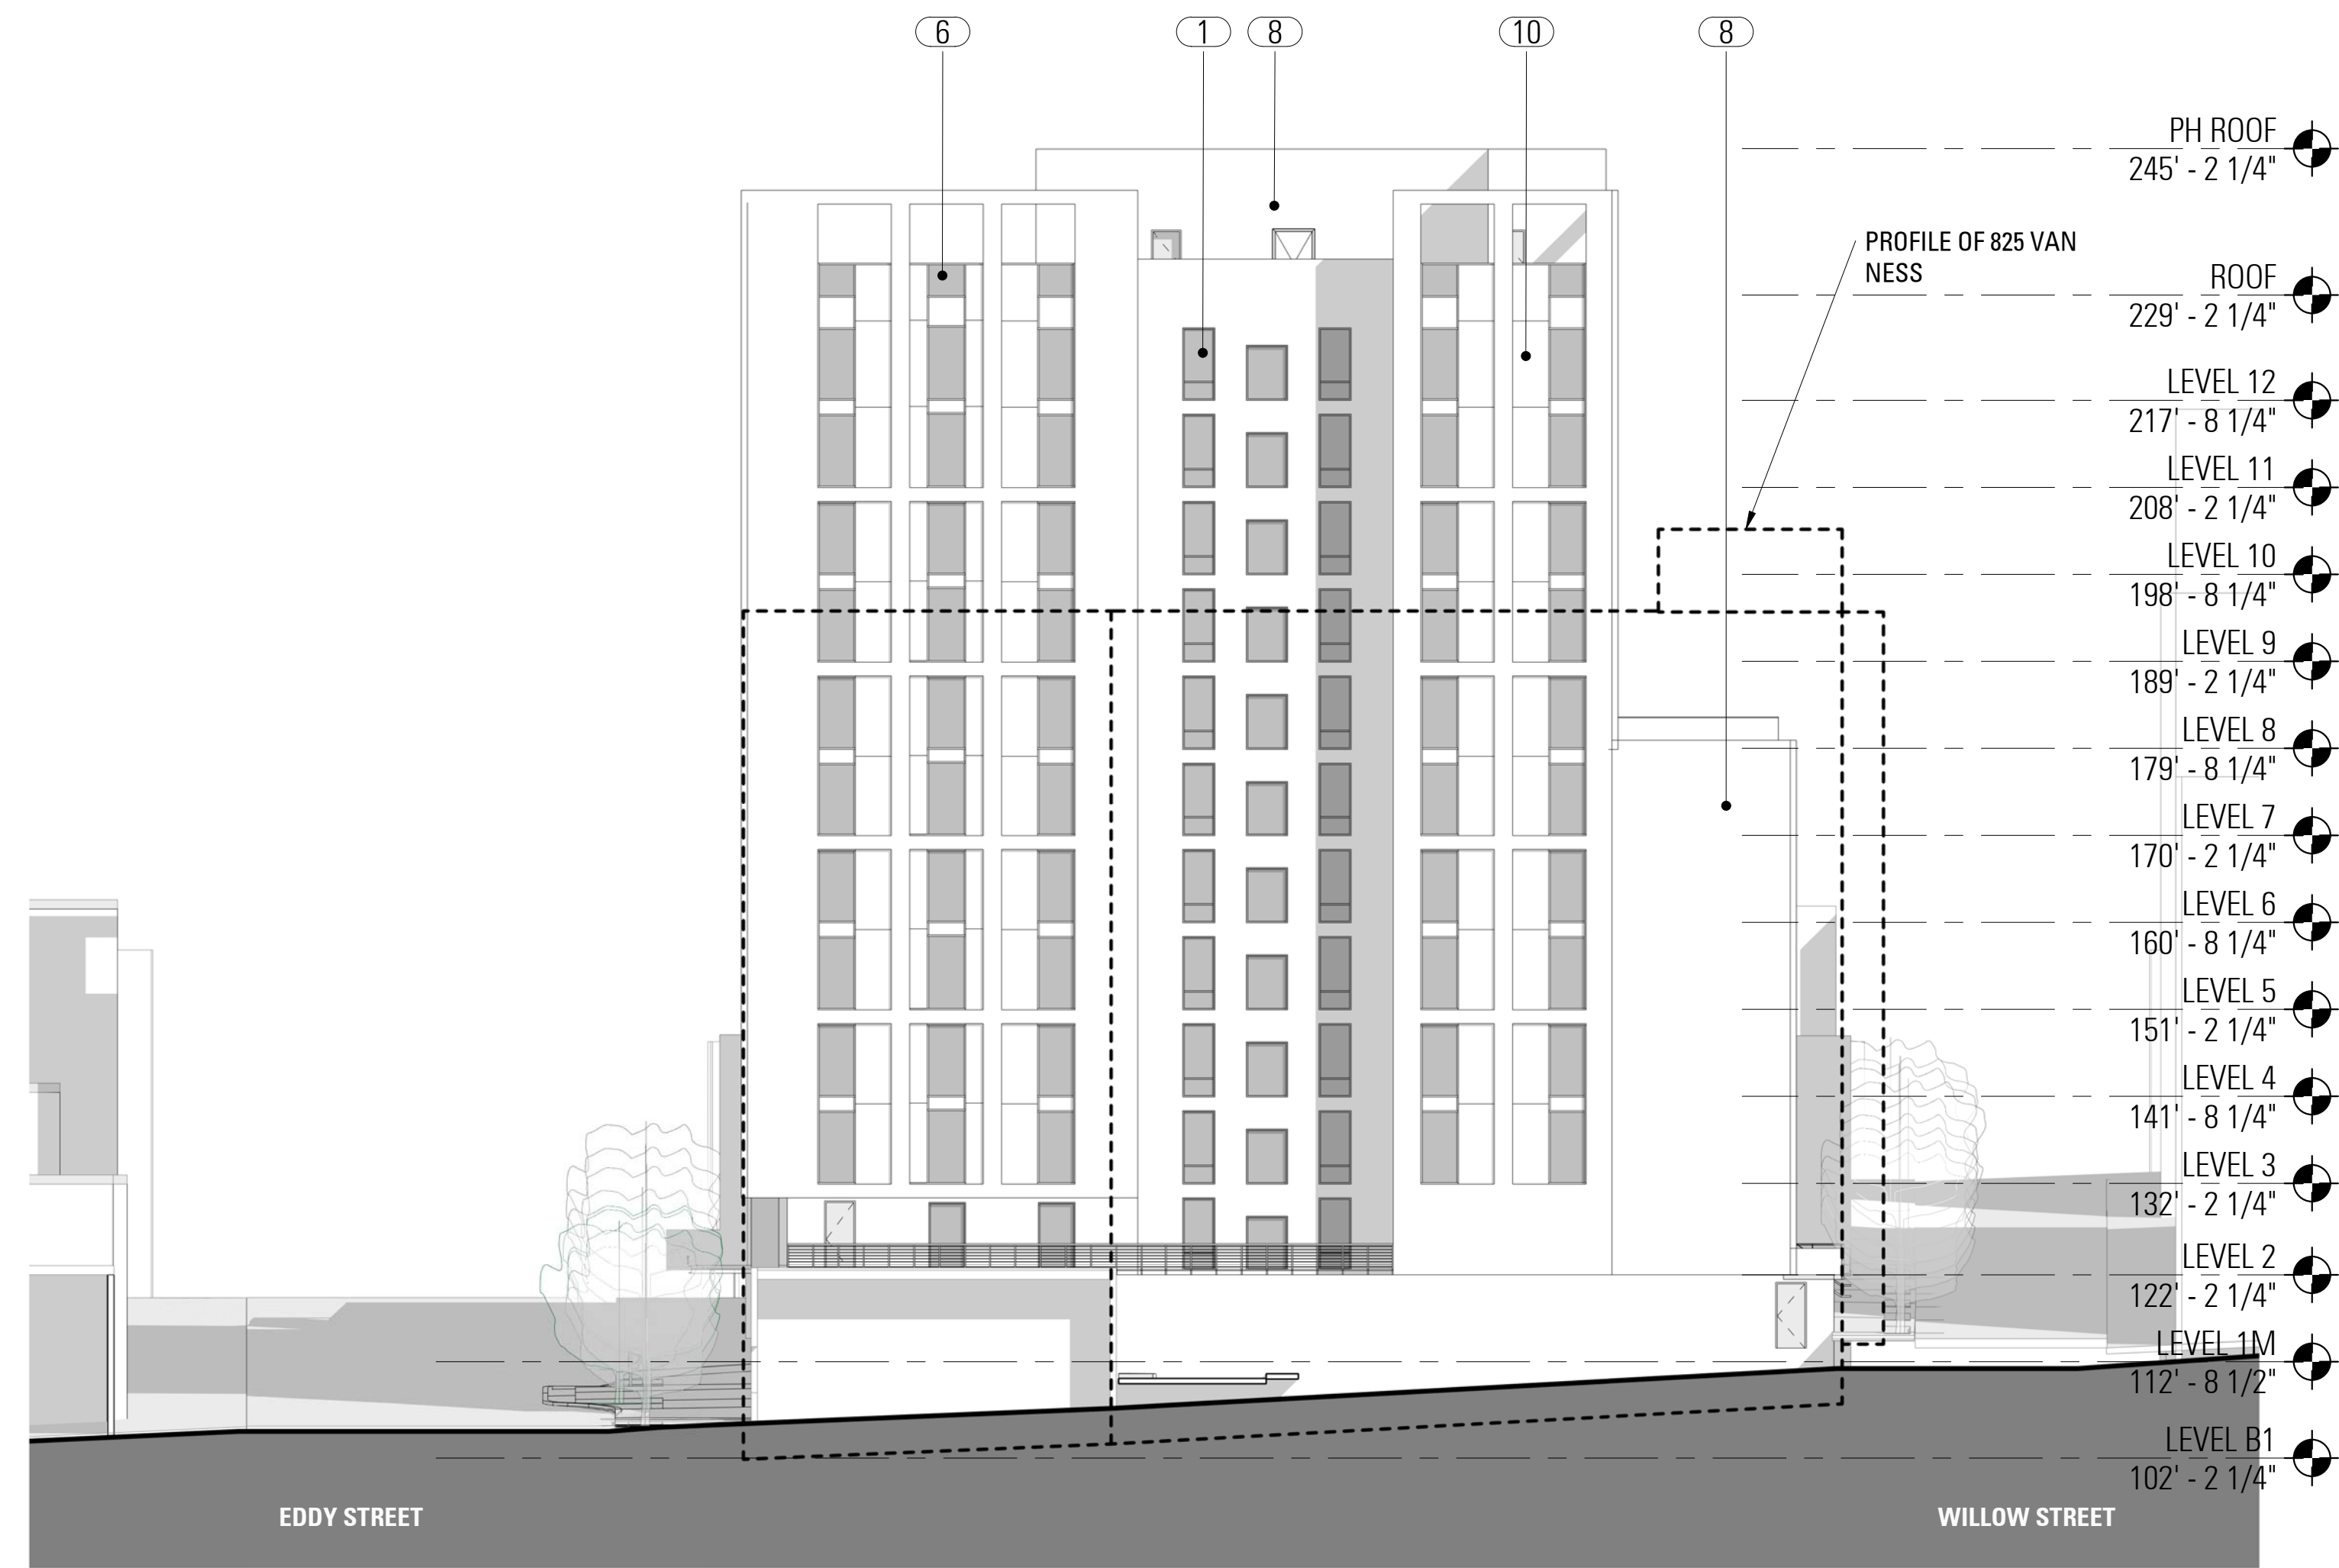 6
1
8
10
8
PH ROOF
245' - 2 1/4"
PROFILE OF 825 VAN
NESS
ROOF
229' - 2 1/4"
LEVEL 12
217' - 8 1/4"
LEVEL 11
208' - 2 1/4"
LEVEL 10
198' - 8 1/4"
LEVEL 9
189' - 2 1/4"
LEVEL 8
179' - 8 1/4"
LEVEL 7
170' - 2 1/4"
LEVEL 6
160' - 8 1/4"
LEVEL 5
151' - 2 1/4"
LEVEL 4
141' - 8 1/4"
LEVEL 3
132' - 2 1/4"
LEVEL 2
122' - 2 1/4"
LEVEL 1M
112' - 8 1/2"
LEVEL B1
102' - 2 1/4"
EDDY STREET
WILLOW STREET